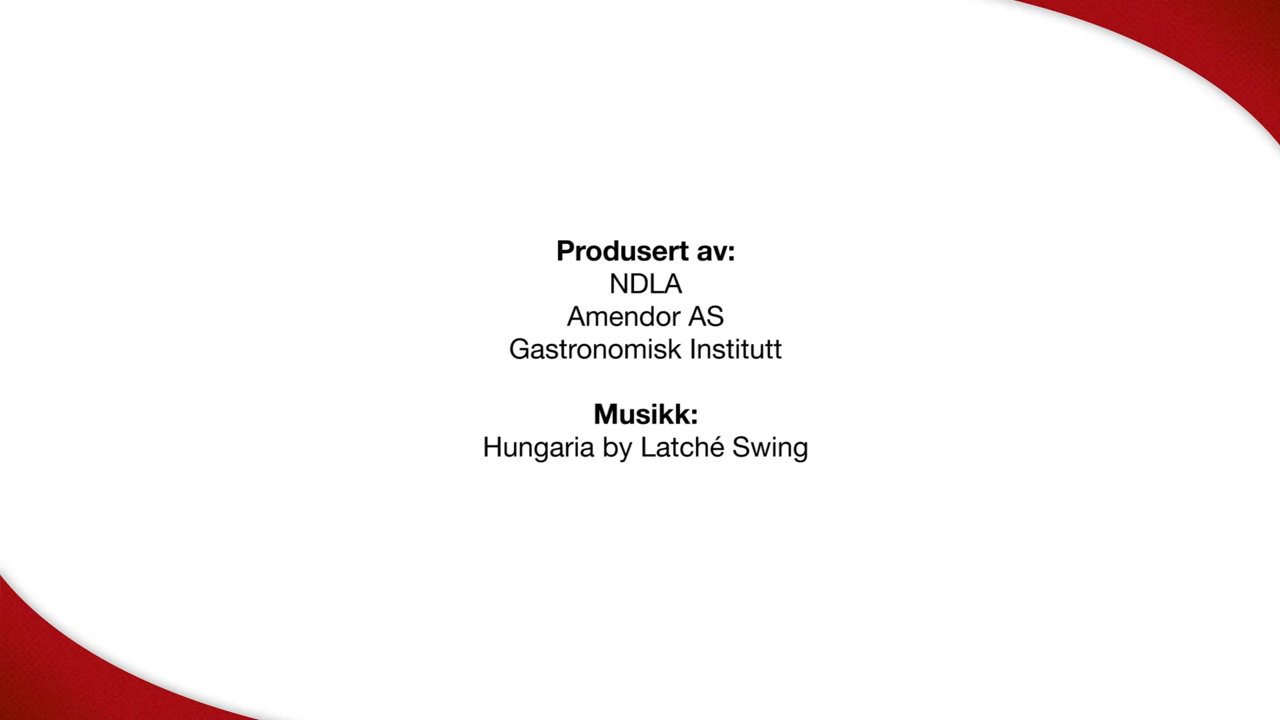 Produsert av:
NDLA
Amendor AS
Gastronomisk Institutt
Musikk:
Hungaria by Latché Swing